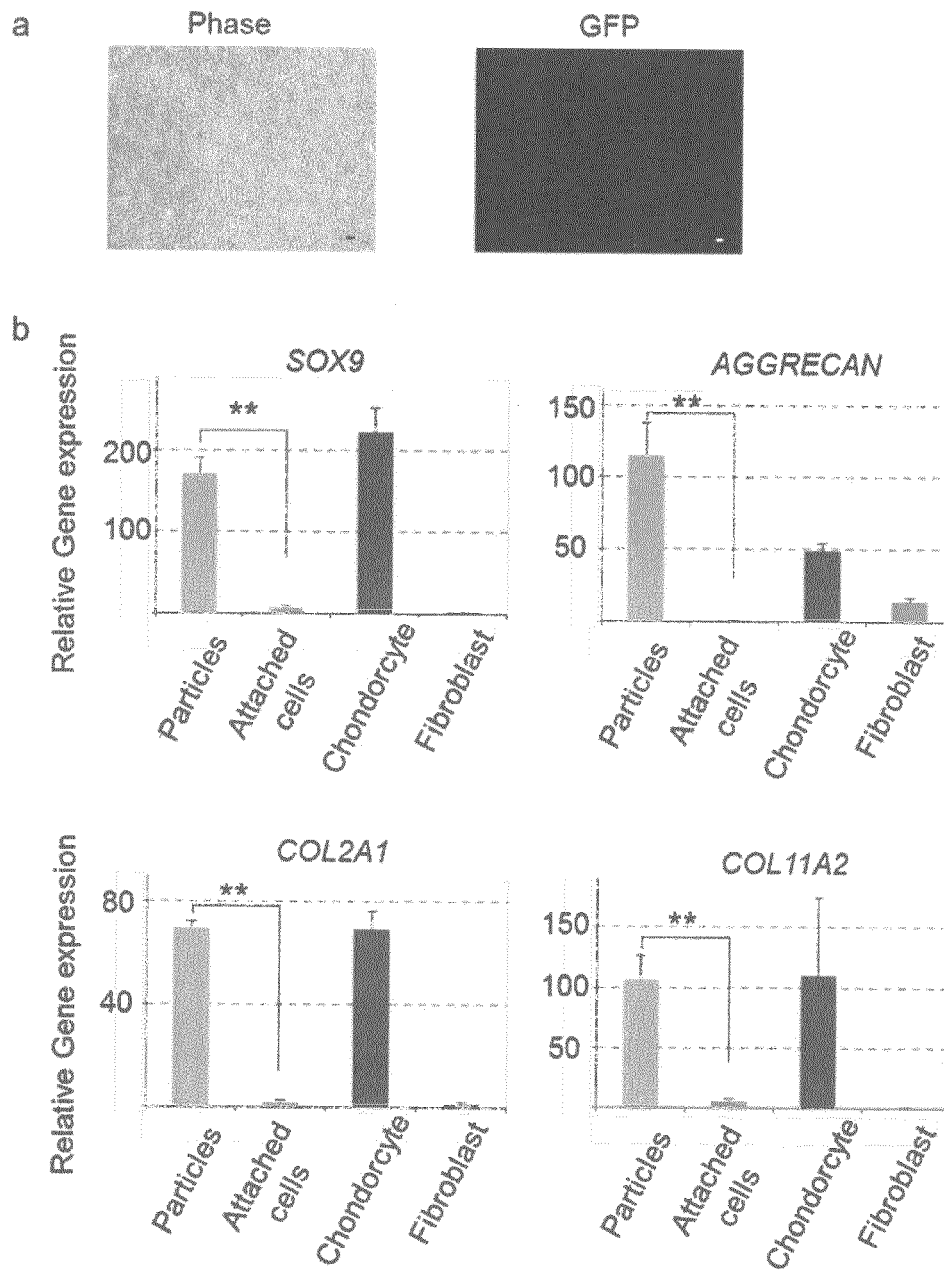 a
Phase
GFP
b
SOX9
Relative Gene expression
200
100
**
Particles
Attached
cells
Chondorcyte
Fibroblast
AGGRECAN
150
100
50
**
Particles
Attached
cells
Chondorcyte
Fibroblast
COL2A1
Relative Gene expression
80
40
**
Particles
Attached
cells
Chondorcyte
Fibroblast
COL11A2
150
100
50
**
Particles
Attached
cells
Chondorcyte
Fibroblast